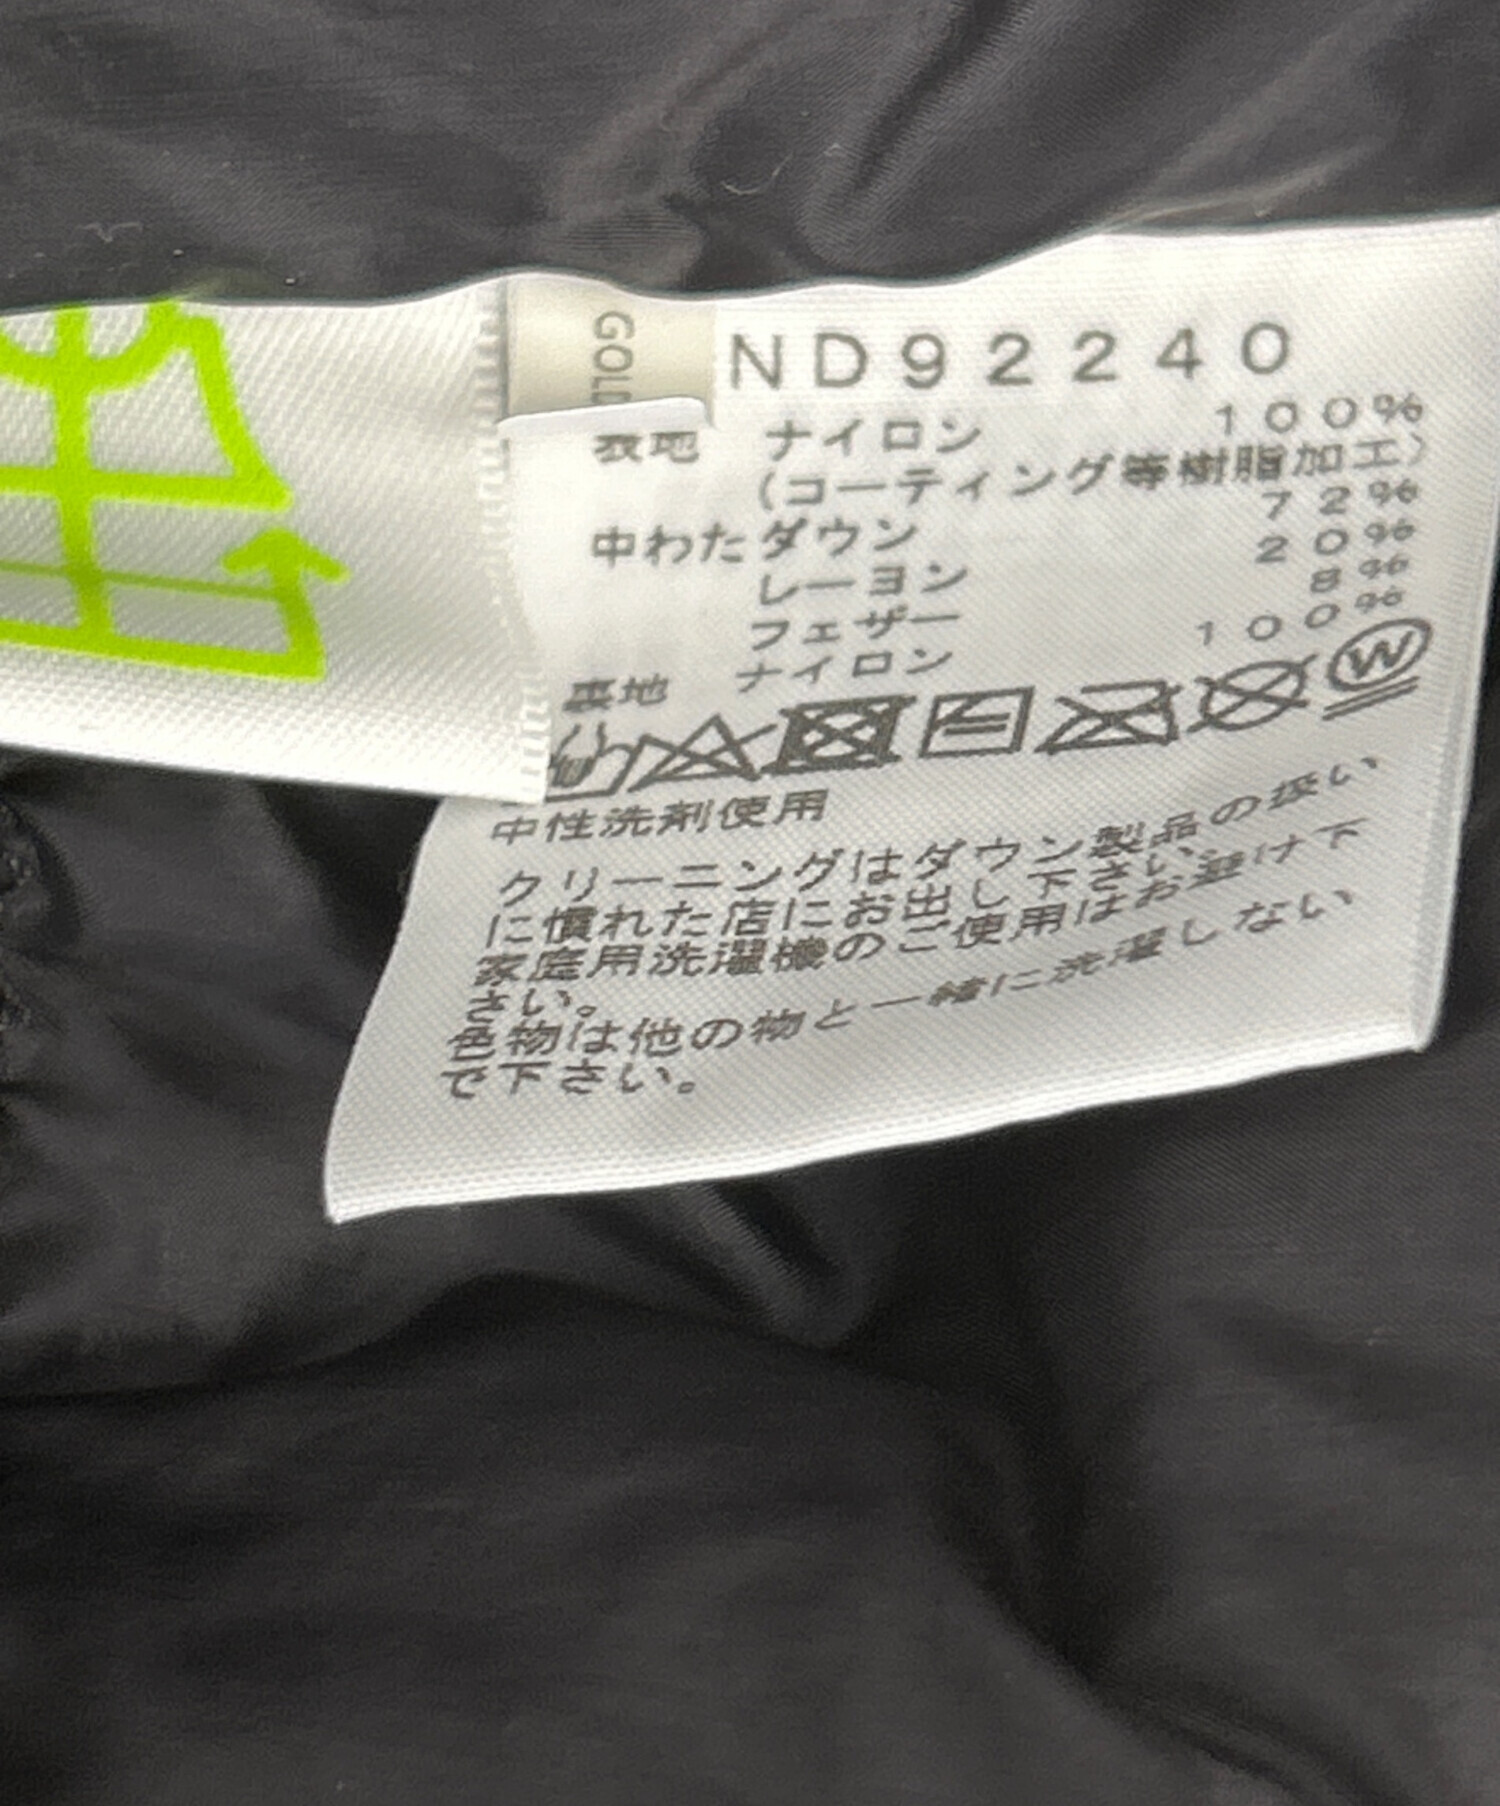 GOLD
ND92240
表地 ナイロン 100%
(コーティング等樹脂加工)
中わた ダウン 72%
レーヨン 20%
フェザー 8%
裏地 ナイロン 100%
W
中性洗剤使用
クリーニングはダウン製品の扱い
に慣れた店にお出し下さい。
家庭用洗濯機のご使用はお避け下
さい。
色物は他の物と一緒に洗濯しない
で下さい。